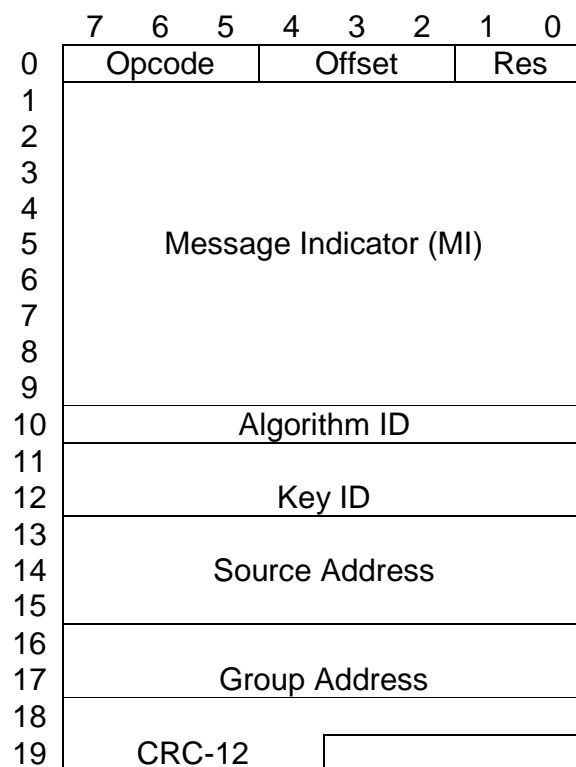 7 6 5 4 3 2 1 0
0 Opcode Offset Res
1
2
3
4
5 Message Indicator (MI)
6
7
8
9
10 Algorithm ID
11
12 Key ID
13
14 Source Address
15
16
17 Group Address
18
19 CRC-12